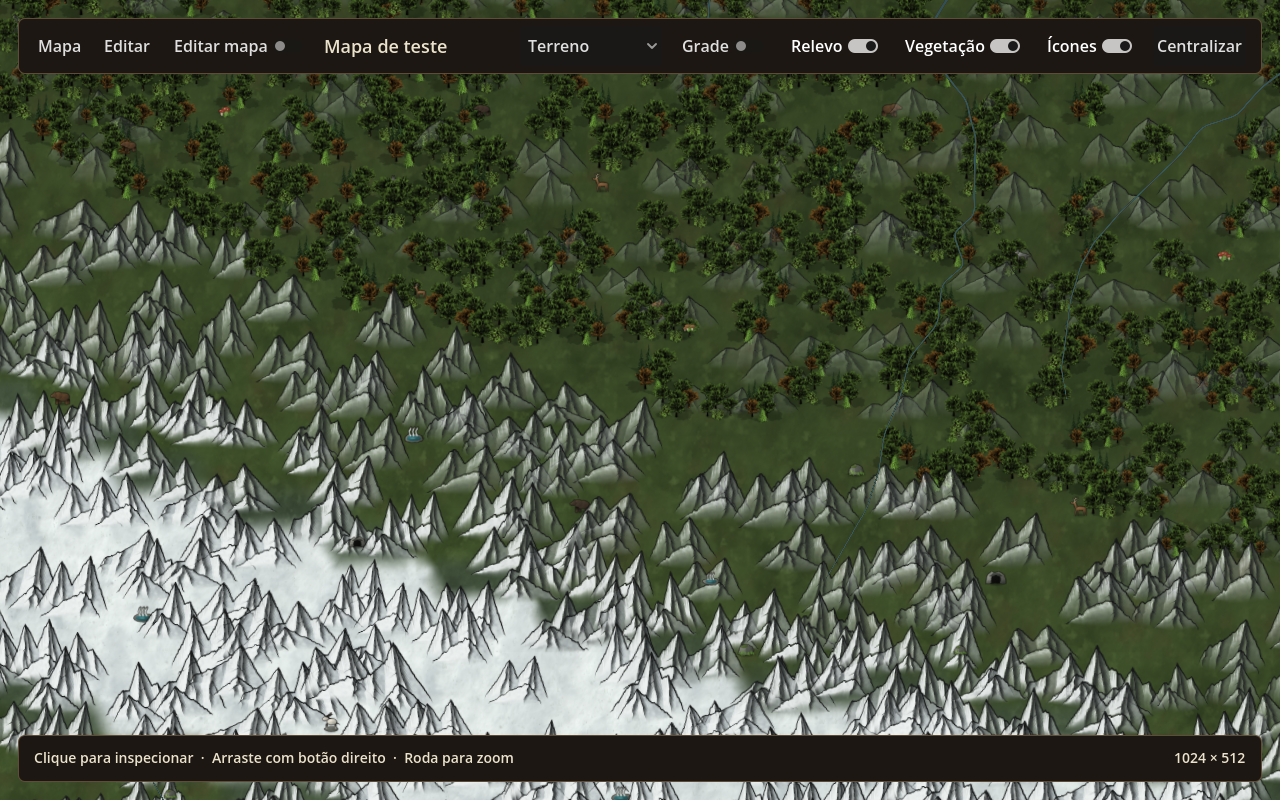 Mapa Editar Editar mapa Mapa de teste Terreno Grade Relevo Vegetação Ícones Centralizar
Clique para inspecionar · Arraste com botão direito · Roda para zoom 1024 × 512